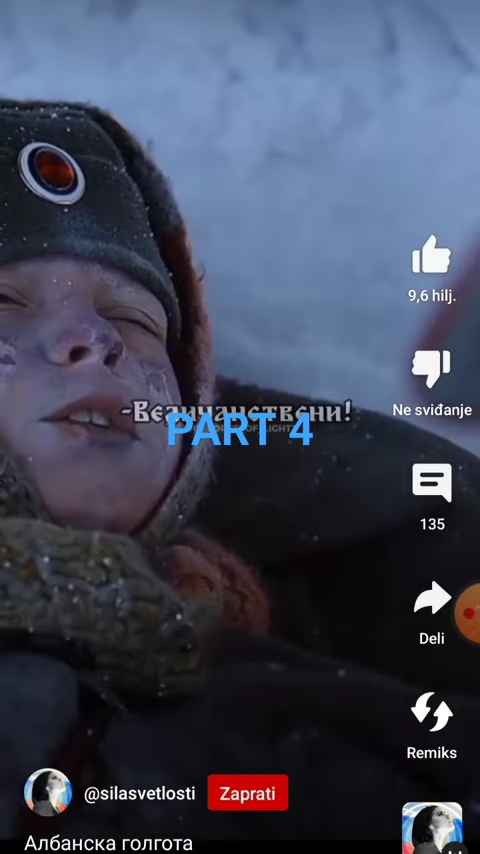 9,6 hilj.
Ne sviđanje
-Величанствени!
PART 4
135
Deli
Remiks
@silasvetlosti
Zaprati
Албанска голгота